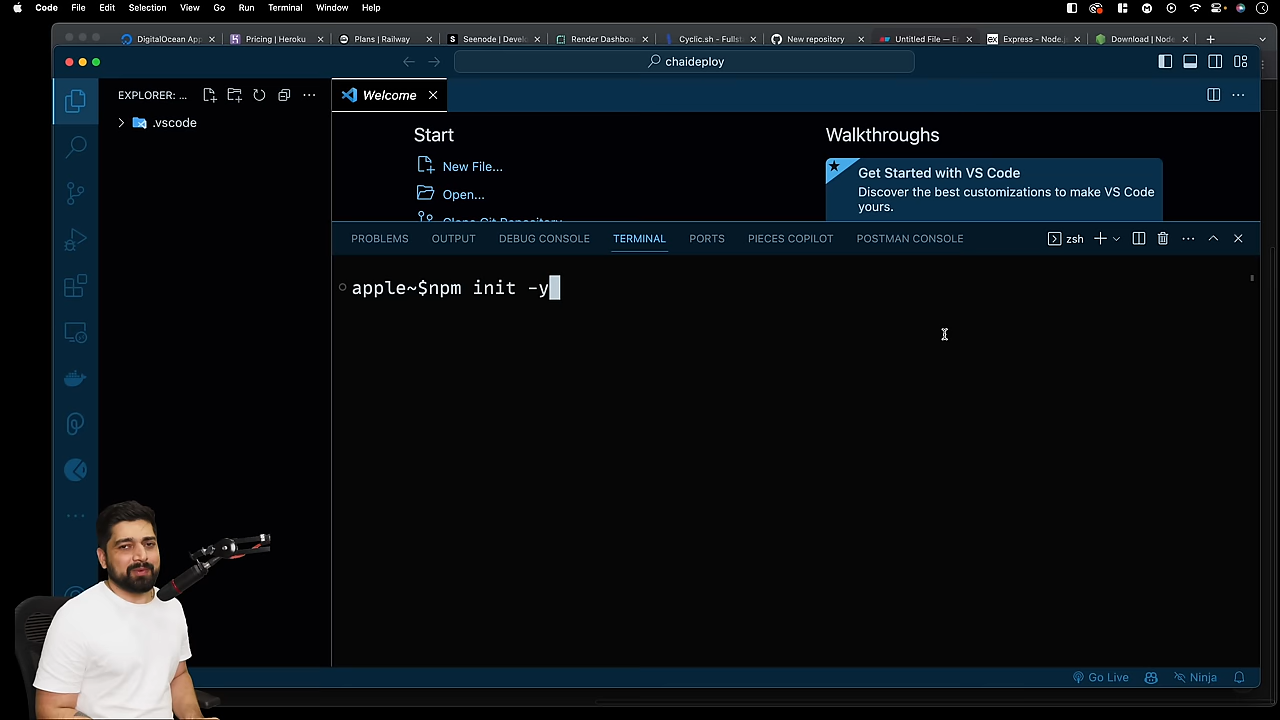 Code File Edit Selection View Go Run Terminal Window Help
DigitalOcean App Pricing | Heroku Plans | Railway Seenode | Devel Render Dashboa Cyclic.sh - Fullst New repository Untitled File — E Express - Node.j Download | Node
chaideploy
EXPLORER: ...
Welcome
.vscode
Start
Walkthroughs
New File...
Get Started with VS Code
Discover the best customizations to make VS Code
yours.
Open...
Clone Git Repository
PROBLEMS OUTPUT DEBUG CONSOLE TERMINAL PORTS PIECES COPILOT POSTMAN CONSOLE
zsh
apple~$npm init -y
Go Live Ninja